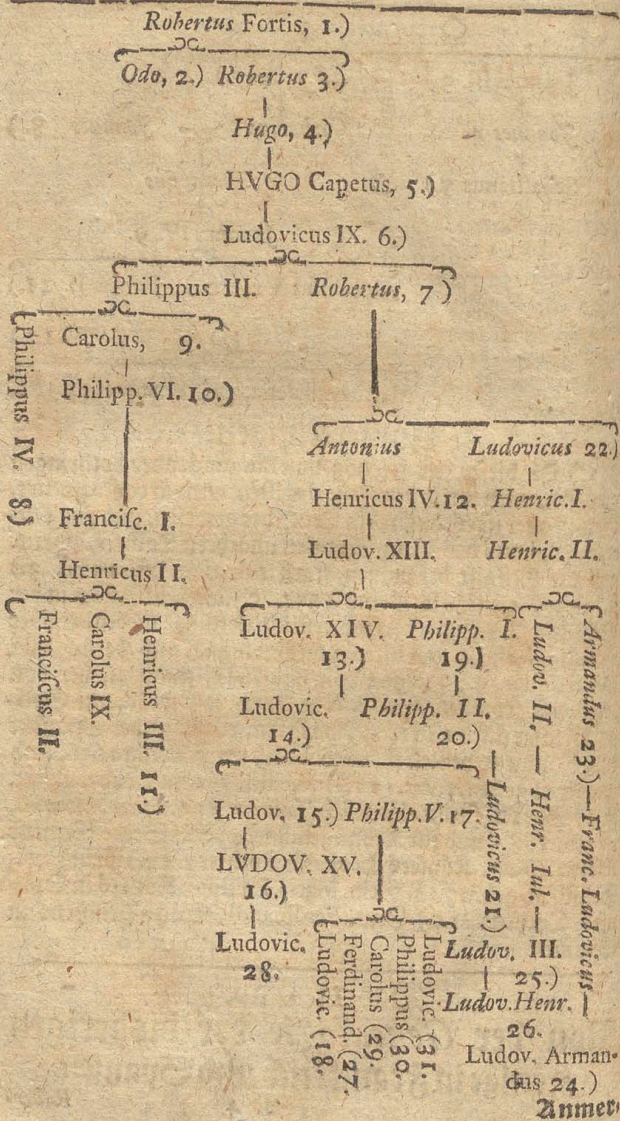 Robertus Fortis, 1.)
Odo, 2.) Robertus 3.)
Hugo, 4.)
HVGO Capetus, 5.)
Ludovicus IX. 6.)
Philippus III. Robertus, 7)
Philippus IV. 8.)
Carolus, 9.
Philipp. VI. 10.)
Antonius Ludovicus 22.)
Henricus IV. 12. Henric. I.
Francisc. I.
Ludov. XIII. Henric. II.
Henricus II.
Franciscus II.
Carolus IX.
Henricus III. 11.)
Ludov. XIV. Philipp. I.
13.) 19.)
Ludovic. Philipp. II.
14.) 20.)
Ludov. II. — Henr. Iul. —
Armandus 23.) — Franc. Ludovicus —
Ludov. 15.) Philipp. V. 17.
— Ludovicus 21.)
LVDOV. XV.
16.)
Ludovic.
28.
Ludovic. (18.
Ferdinand. (27.
Carolus (29.
Philippus (30.
Ludovic. (31.
Ludov. III.
25.)
Ludov. Henr.
26.
Ludov. Arman-
dus 24.)
Anmer